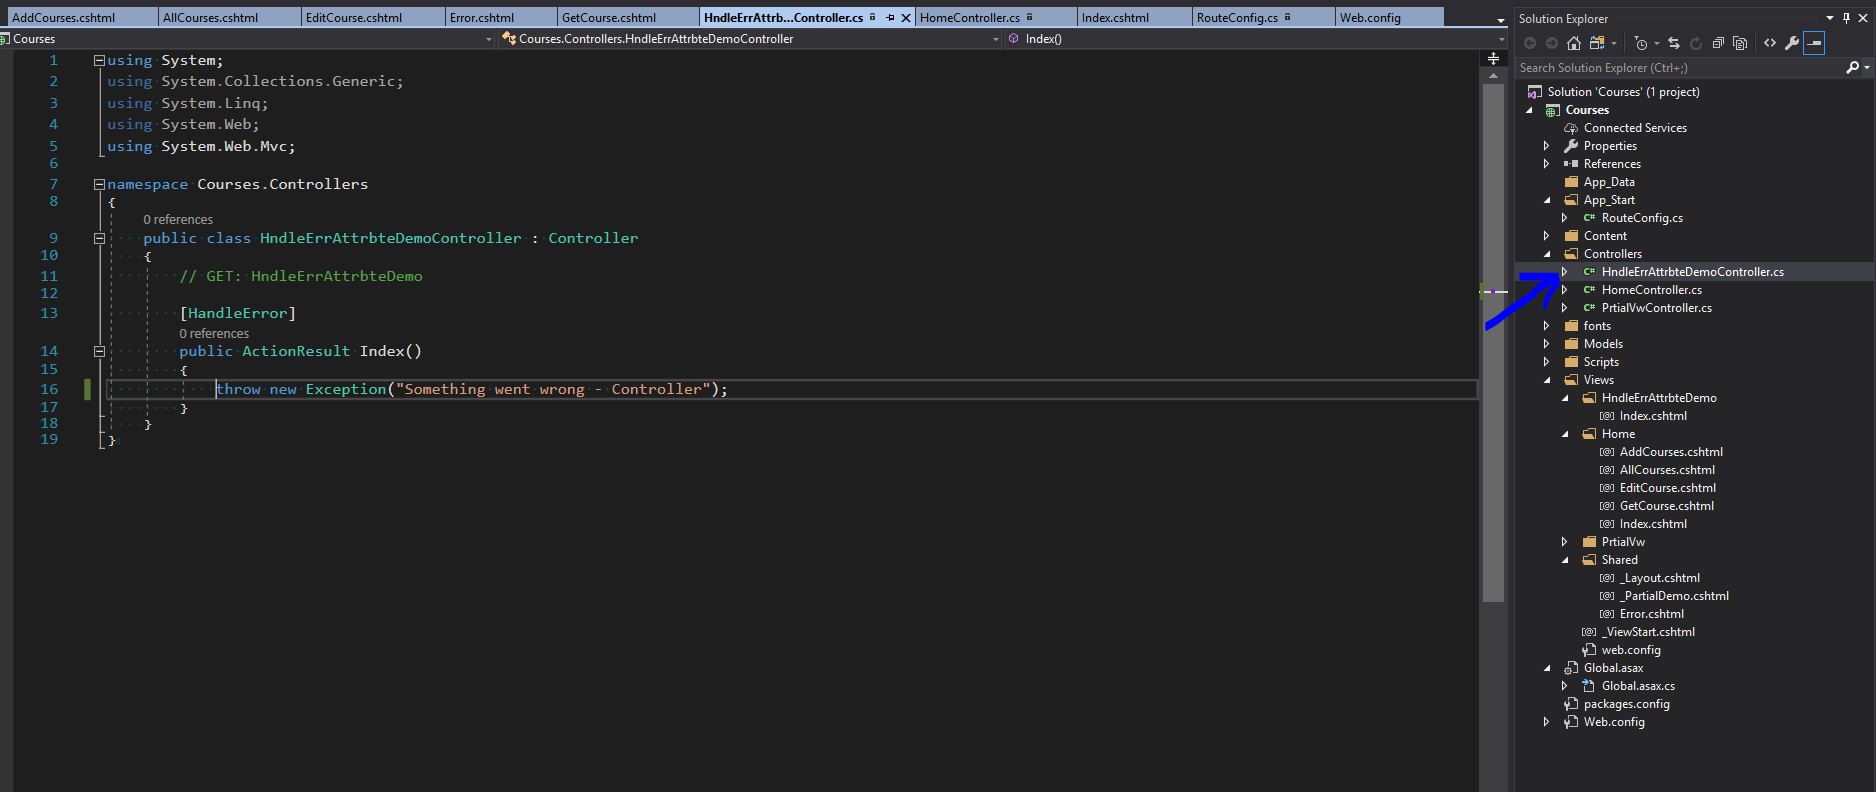 AddCourses.cshtml AllCourses.cshtml EditCourse.cshtml Error.cshtml GetCourse.cshtml HndleErrAttrb...Controller.cs HomeController.cs Index.cshtml RouteConfig.cs Web.config
Courses Courses.Controllers.HndleErrAttrbteDemoController Index()
1 using System;
2 using System.Collections.Generic;
3 using System.Linq;
4 using System.Web;
5 using System.Web.Mvc;
6
7 namespace Courses.Controllers
8 {
0 references
9 public class HndleErrAttrbteDemoController : Controller
10 {
11 // GET: HndleErrAttrbteDemo
12
13 [HandleError]
0 references
14 public ActionResult Index()
15 {
16 throw new Exception("Something went wrong - Controller");
17 }
18 }
19 }
Solution Explorer
Search Solution Explorer (Ctrl+;)
Solution 'Courses' (1 project)
Courses
Connected Services
Properties
References
App_Data
App_Start
C# RouteConfig.cs
Content
Controllers
C# HndleErrAttrbteDemoController.cs
C# HomeController.cs
C# PrtialVwController.cs
fonts
Models
Scripts
Views
HndleErrAttrbteDemo
[@] Index.cshtml
Home
[@] AddCourses.cshtml
[@] AllCourses.cshtml
[@] EditCourse.cshtml
[@] GetCourse.cshtml
[@] Index.cshtml
PrtialVw
Shared
[@] _Layout.cshtml
[@] _PartialDemo.cshtml
[@] Error.cshtml
[@] _ViewStart.cshtml
web.config
Global.asax
Global.asax.cs
packages.config
Web.config